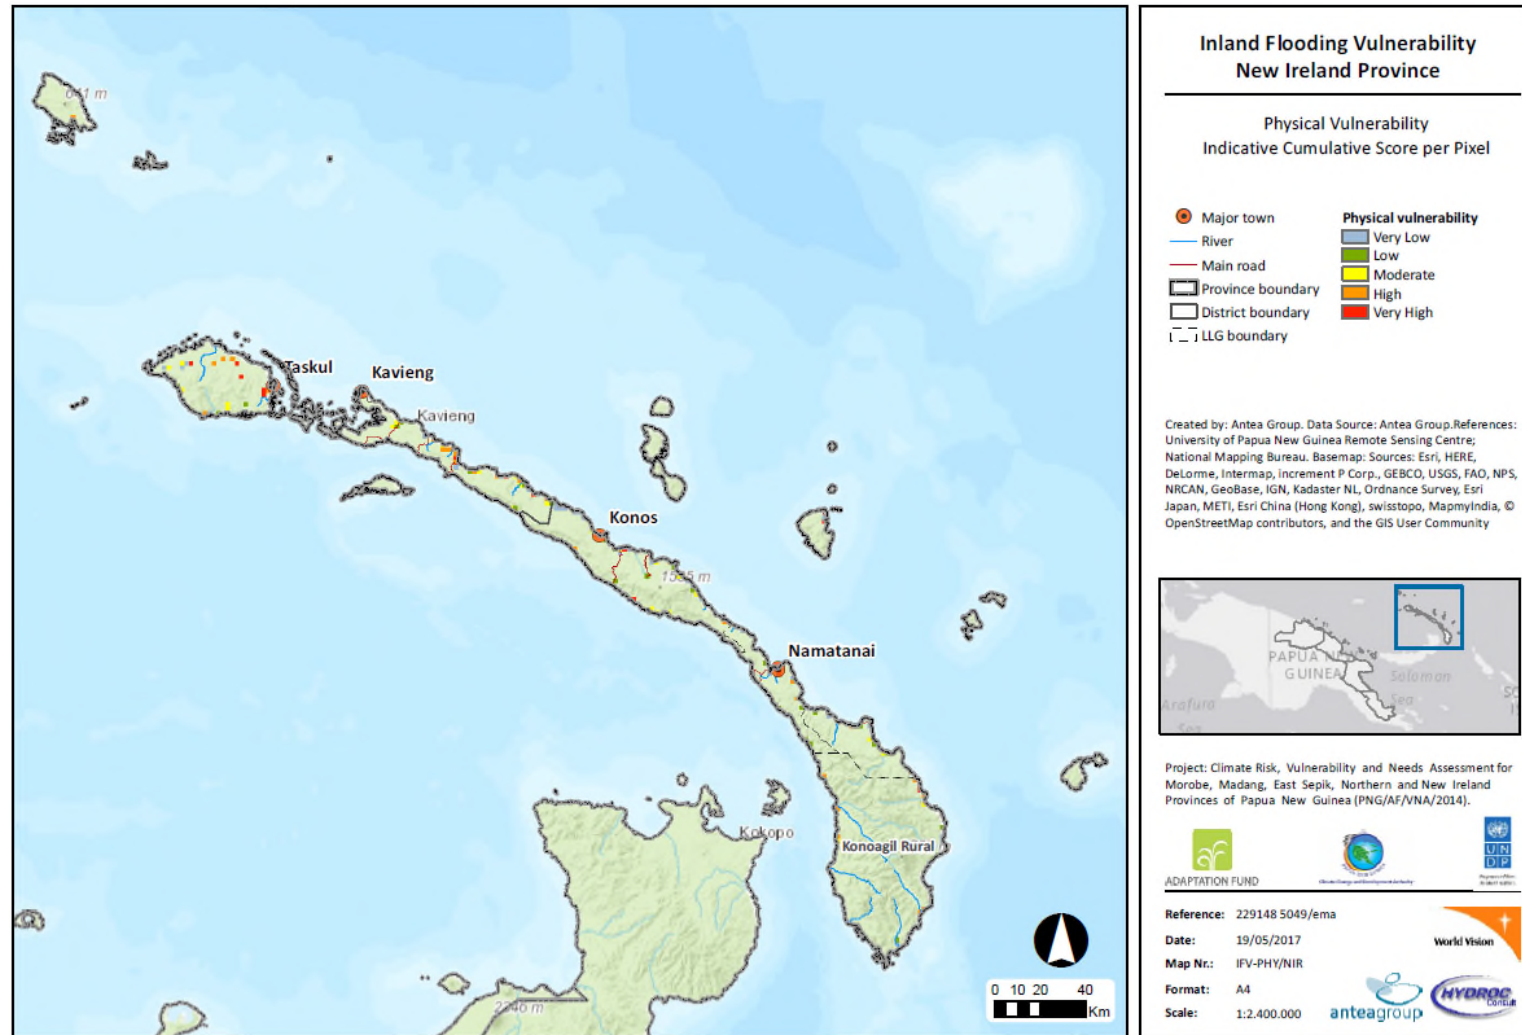 641 m
Taskul
Kavieng
Kavieng
Konos
1535 m
Namatanai
Kokopo
Konoagil Rural
2346 m
0 10 20 40
Km
Inland Flooding Vulnerability
New Ireland Province
Physical Vulnerability
Indicative Cumulative Score per Pixel
Major town
River
Main road
Province boundary
District boundary
LLG boundary
Physical vulnerability
Very Low
Low
Moderate
High
Very High
Created by: Antea Group. Data Source: Antea Group.References:
University of Papua New Guinea Remote Sensing Centre;
National Mapping Bureau. Basemap: Sources: Esri, HERE,
DeLorme, Intermap, increment P Corp., GEBCO, USGS, FAO, NPS,
NRCAN, GeoBase, IGN, Kadaster NL, Ordnance Survey, Esri
Japan, METI, Esri China (Hong Kong), swisstopo, MapmyIndia, ©
OpenStreetMap contributors, and the GIS User Community
PAPUA NEW
GUINEA
Solomon
Sea
Arafura
Sea
Project: Climate Risk, Vulnerability and Needs Assessment for
Morobe, Madang, East Sepik, Northern and New Ireland
Provinces of Papua New Guinea (PNG/AF/VNA/2014).
af
ADAPTATION FUND
UN
DP
Reference: 229148 5049/ema
Date: 19/05/2017
Map Nr.: IFV-PHY/NIR
Format: A4
Scale: 1:2.400.000
World Vision
anteagroup
HYDROC
Consult